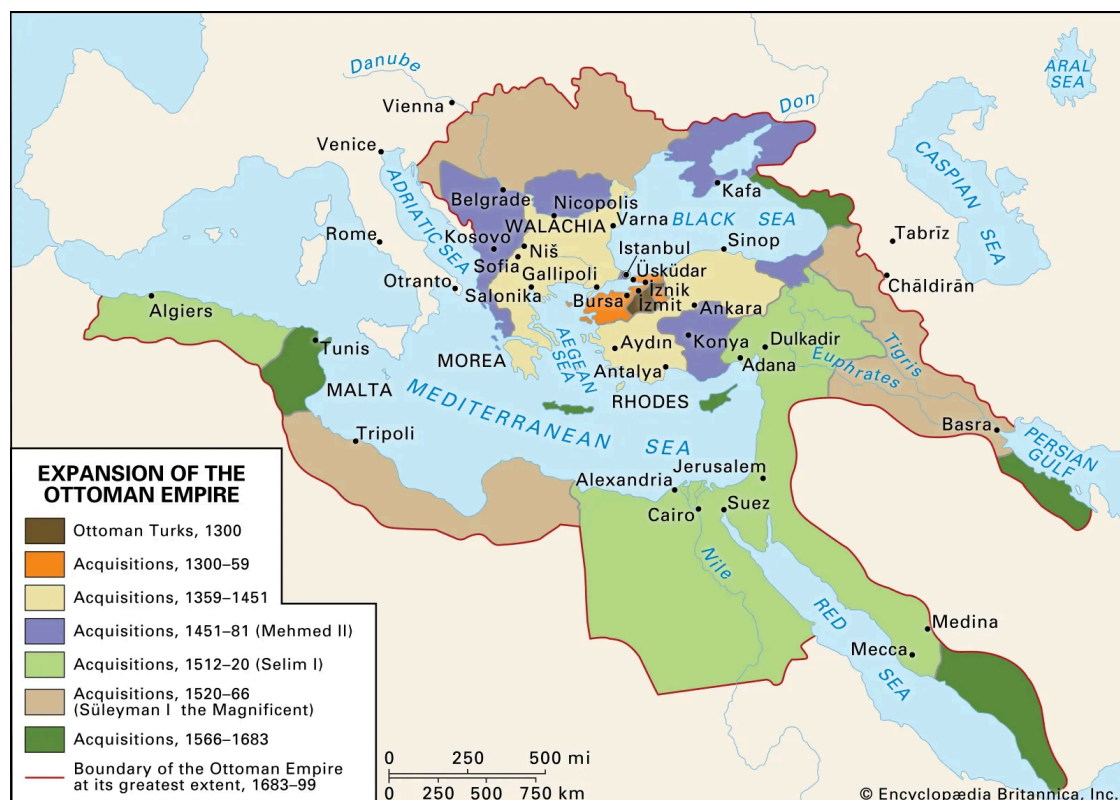 ARAL
SEA
Danube
Vienna
Don
Venice
CASPIAN
SEA
ADRIATIC SEA
Belgrade
Nicopolis
Kafa
WALACHIA
Varna
BLACK SEA
Rome
Kosovo
Niš
Istanbul
Sinop
Tabrīz
Sofia
Gallipoli
Üsküdar
Otranto
Salonika
Bursa
İznik
İzmit
Ankara
Chāldirān
Algiers
Tunis
MOREA
AEGEAN
SEA
Aydın
Konya
Dulkadir
Tigris
Euphrates
Antalya
Adana
MALTA
RHODES
MEDITERRANEAN SEA
Tripoli
Basra
PERSIAN
GULF
Jerusalem
Alexandria
Cairo
Suez
Nile
RED
SEA
Medina
Mecca
EXPANSION OF THE
OTTOMAN EMPIRE
Ottoman Turks, 1300
Acquisitions, 1300–59
Acquisitions, 1359–1451
Acquisitions, 1451–81 (Mehmed II)
Acquisitions, 1512–20 (Selim I)
Acquisitions, 1520–66
(Süleyman I the Magnificent)
Acquisitions, 1566–1683
Boundary of the Ottoman Empire
at its greatest extent, 1683–99
0 250 500 mi
0 250 500 750 km
© Encyclopædia Britannica, Inc.